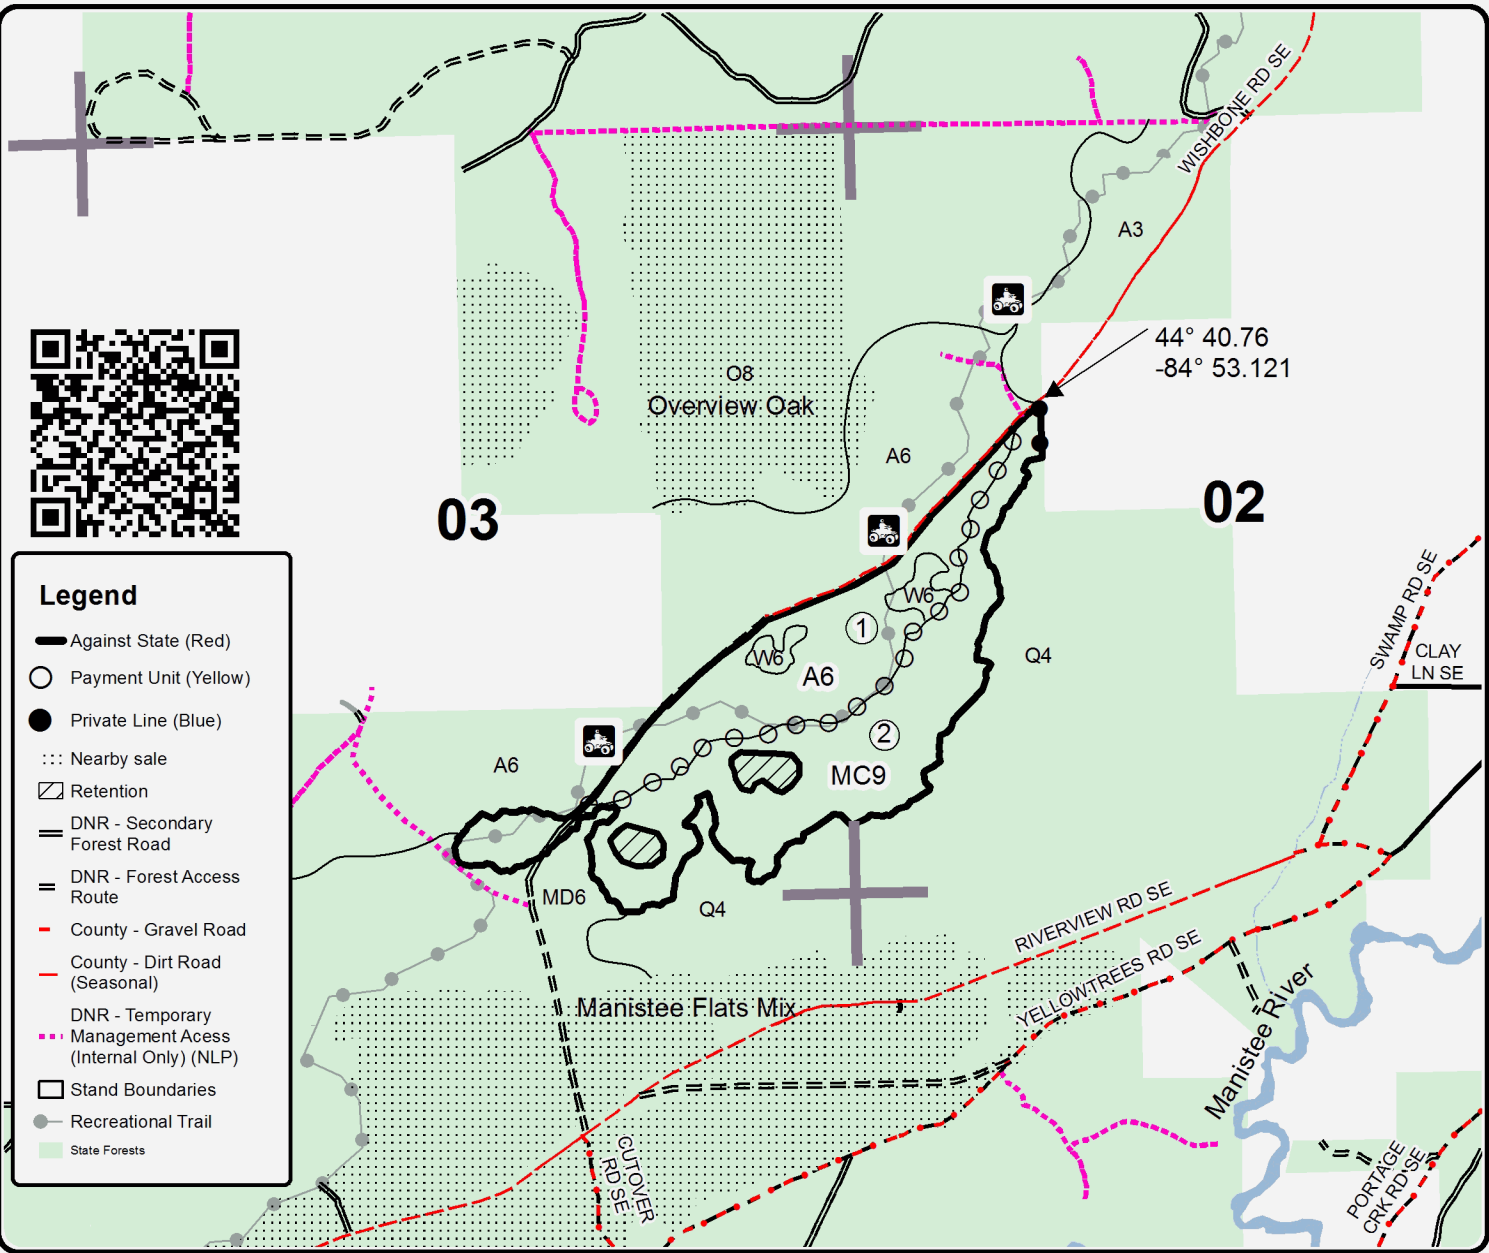 WISHBONE RD SE
A3
44° 40.76
-84° 53.121
O8
Overview Oak
A6
03
02
W6
1
W6
A6
Q4
2
MC9
A6
MD6
Q4
SWAMP RD SE
CLAY
LN SE
RIVERVIEW RD SE
YELLOWTREES RD SE
Manistee Flats Mix
Manistee River
CUTOVER
RD SE
PORTAGE
CRK RD SE
Legend
Against State (Red)
Payment Unit (Yellow)
Private Line (Blue)
Nearby sale
Retention
DNR - Secondary
Forest Road
DNR - Forest Access
Route
County - Gravel Road
County - Dirt Road
(Seasonal)
DNR - Temporary
Management Acess
(Internal Only) (NLP)
Stand Boundaries
Recreational Trail
State Forests